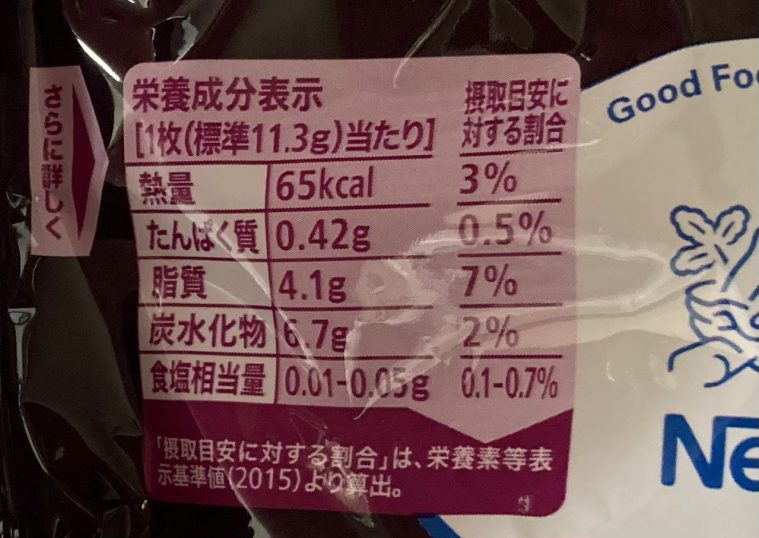 さらに詳しく
栄養成分表示
[1枚(標準11.3g)当たり]
摂取目安に
対する割合
熱量 65kcal 3%
たんぱく質 0.42g 0.5%
脂質 4.1g 7%
炭水化物 6.7g 2%
食塩相当量 0.01-0.05g 0.1-0.7%
「摂取目安に対する割合」は、栄養素等表
示基準値(2015)より算出。
Good Foo
Ne